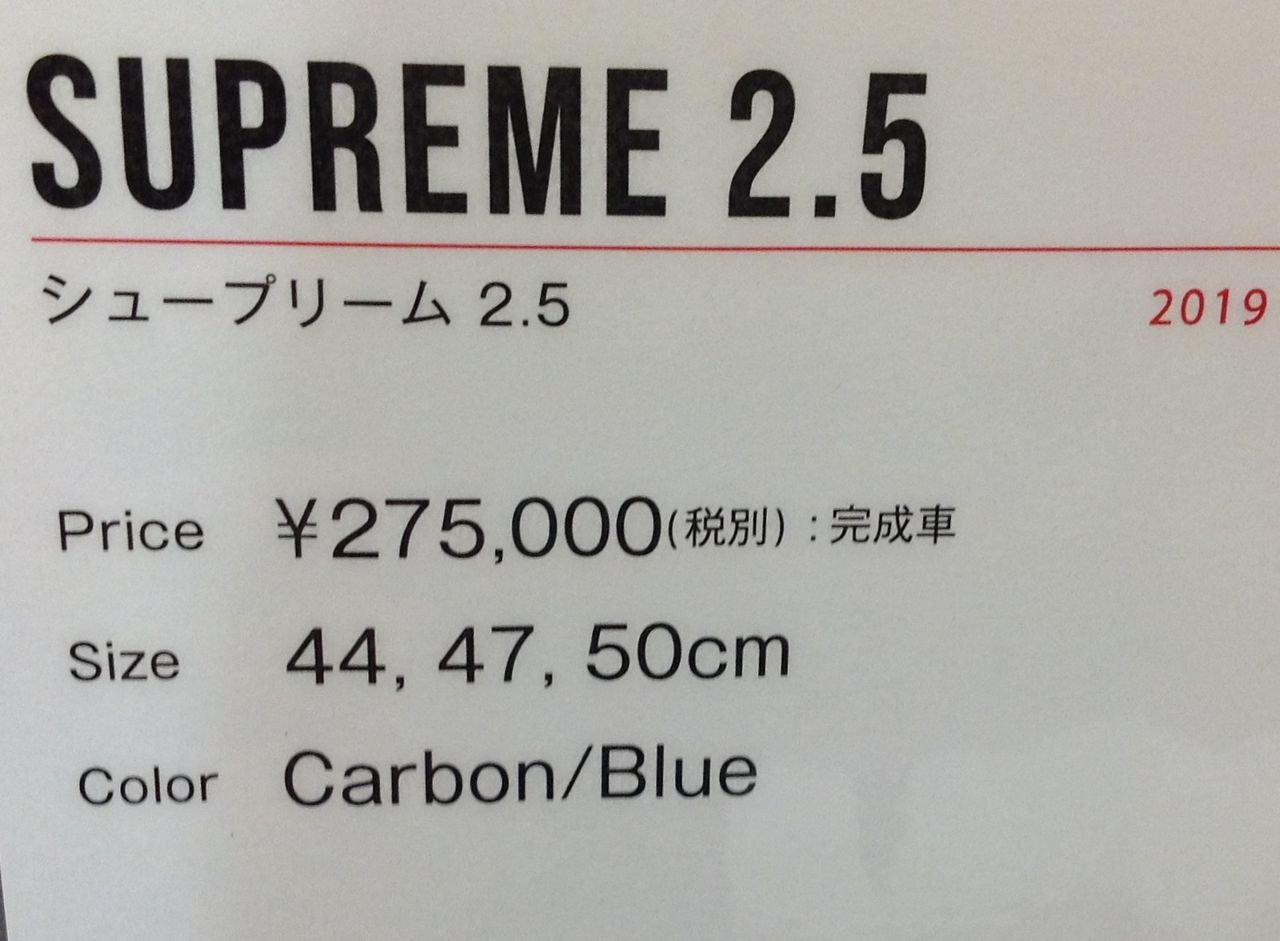 SUPREME 2.5
シュープリーム 2.5 2019
Price ¥275,000(税別) : 完成車
Size 44, 47, 50cm
Color Carbon/Blue